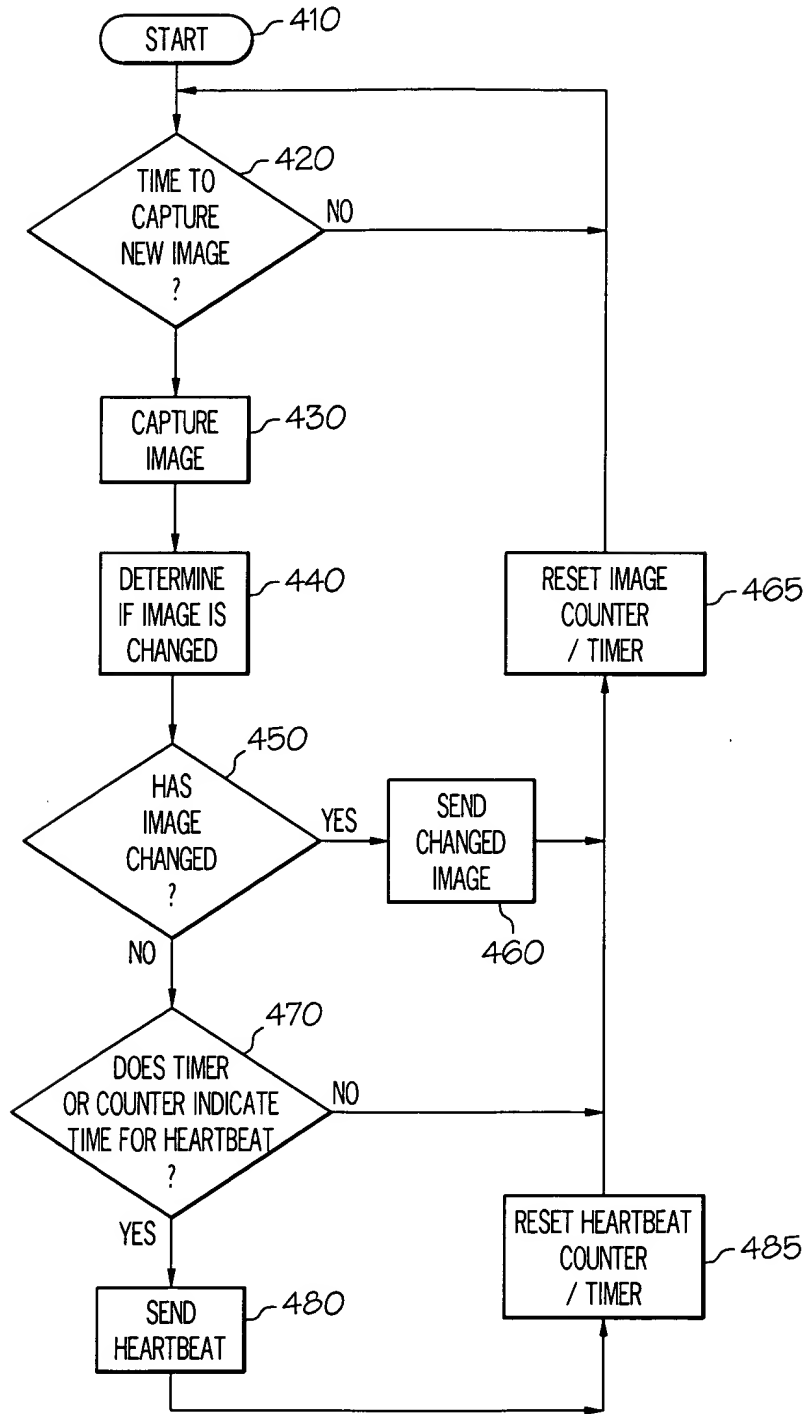 START
410
TIME TO
CAPTURE
NEW IMAGE
?
420
NO
CAPTURE
IMAGE
430
DETERMINE
IF IMAGE IS
CHANGED
440
RESET IMAGE
COUNTER
/ TIMER
465
HAS
IMAGE
CHANGED
?
450
YES
SEND
CHANGED
IMAGE
460
NO
DOES TIMER
OR COUNTER INDICATE
TIME FOR HEARTBEAT
?
470
NO
YES
RESET HEARTBEAT
COUNTER
/ TIMER
485
SEND
HEARTBEAT
480